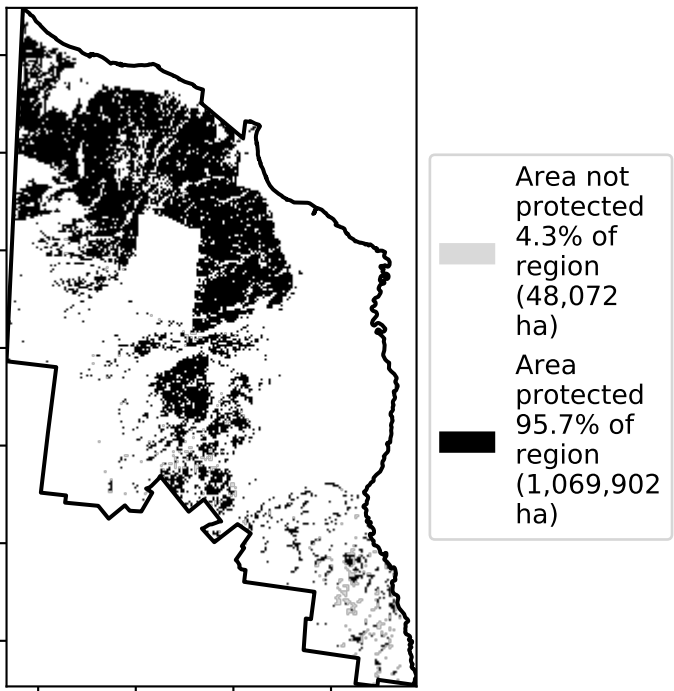 Area not
protected
4.3% of
region
(48,072
ha)
Area
protected
95.7% of
region
(1,069,902
ha)